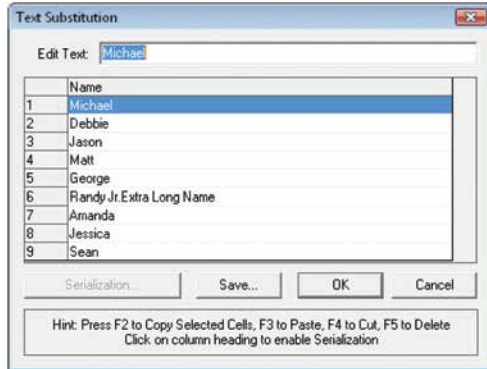 Text Substitution
Edit Text: Michael
Name
1 Michael
2 Debbie
3 Jason
4 Matt
5 George
6 Randy Jr.Extra Long Name
7 Amanda
8 Jessica
9 Sean
Serialization... Save... OK Cancel
Hint: Press F2 to Copy Selected Cells, F3 to Paste, F4 to Cut, F5 to Delete
Click on column heading to enable Serialization